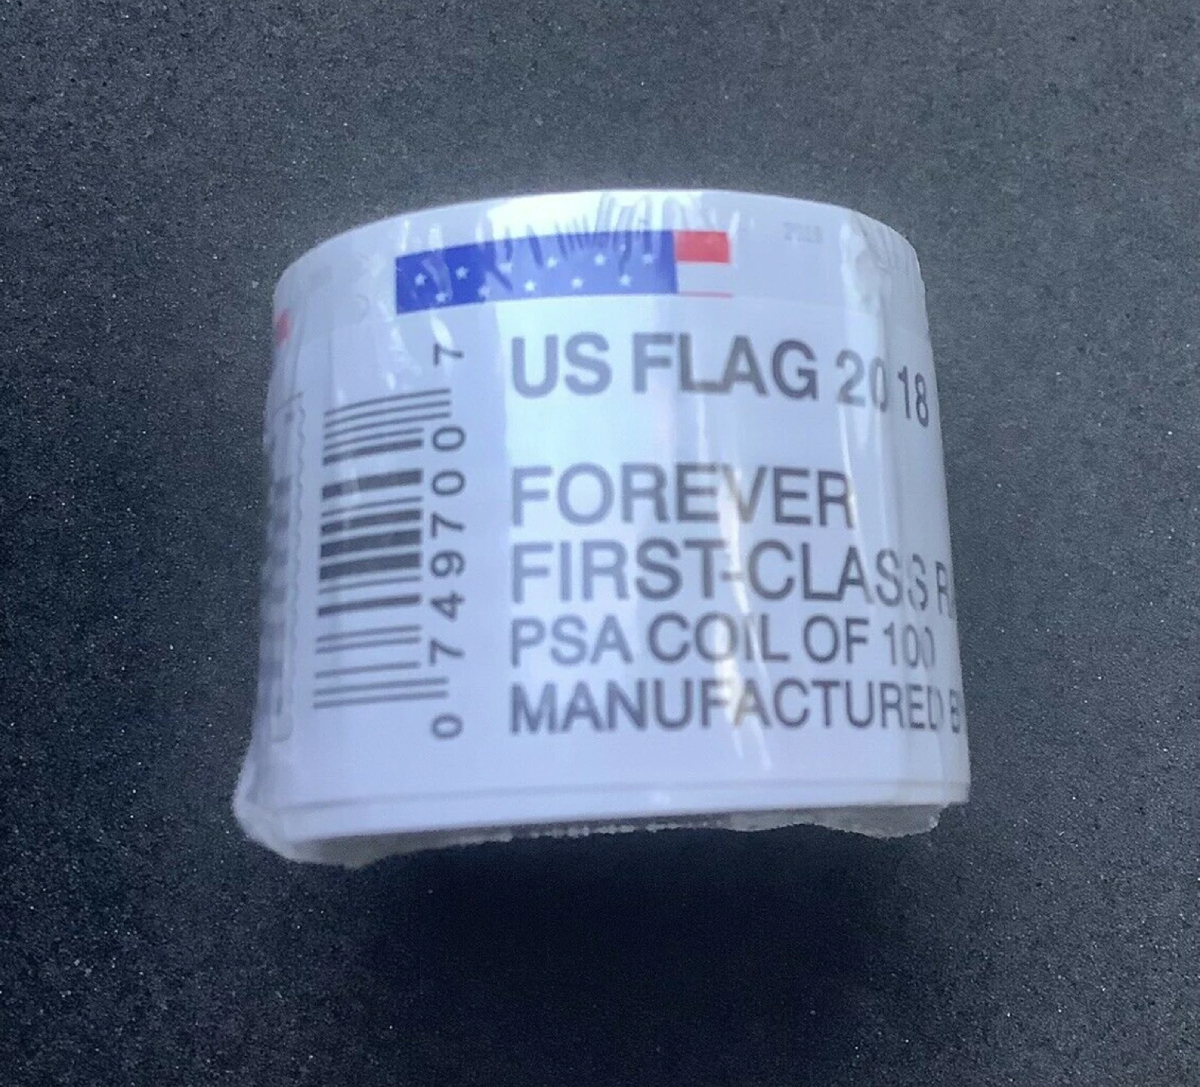 US FLAG 2018
FOREVER
FIRST-CLASS
PSA COIL OF 100
MANUFACTURED
0 74970 0 7